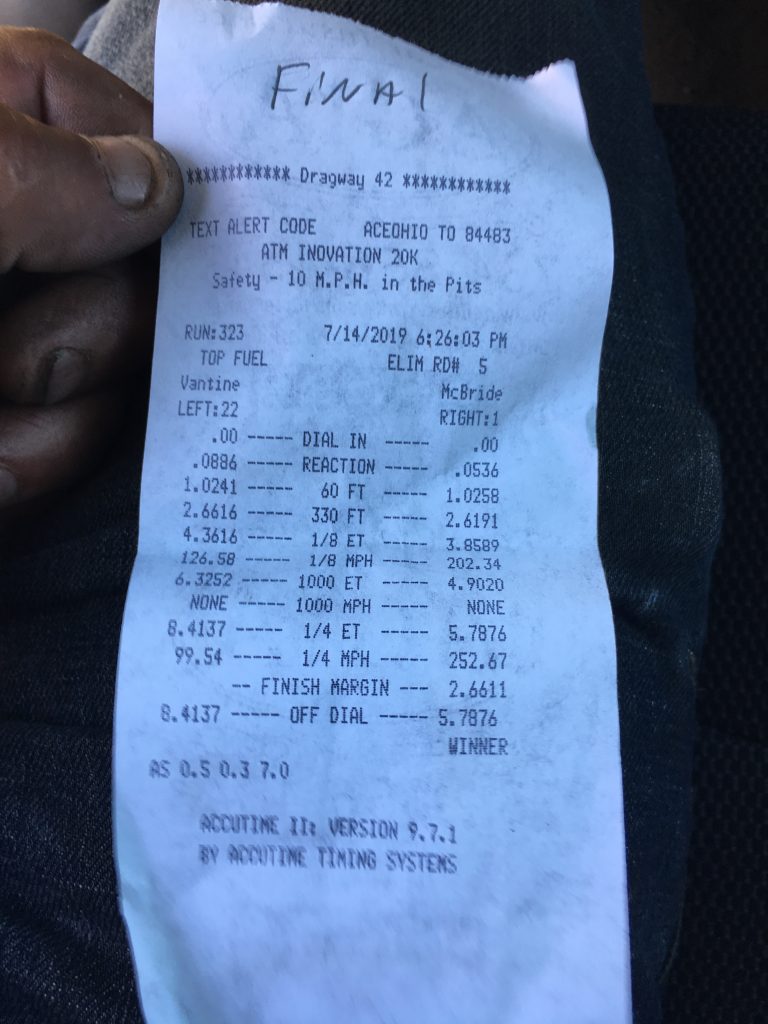 FINAL
************ Dragway 42 ************
TEXT ALERT CODE ACEOHIO TO 84483
ATM INOVATION 20K
Safety - 10 M.P.H. in the Pits
RUN:323 7/14/2019 6:26:03 PM
TOP FUEL ELIM RD# 5
Vantine McBride
LEFT:22 RIGHT:1
.00 ----- DIAL IN ----- .00
.0886 ----- REACTION ----- .0536
1.0241 ----- 60 FT ----- 1.0258
2.6616 ----- 330 FT ----- 2.6191
4.3616 ----- 1/8 ET ----- 3.8589
126.58 ----- 1/8 MPH ----- 202.34
6.3252 ----- 1000 ET ----- 4.9020
NONE ----- 1000 MPH ----- NONE
8.4137 ----- 1/4 ET ----- 5.7876
99.54 ----- 1/4 MPH ----- 252.67
-- FINISH MARGIN --- 2.6611
8.4137 ----- OFF DIAL ----- 5.7876
WINNER
AS 0.5 0.3 7.0
ACCUTIME II: VERSION 9.7.1
BY ACCUTIME TIMING SYSTEMS